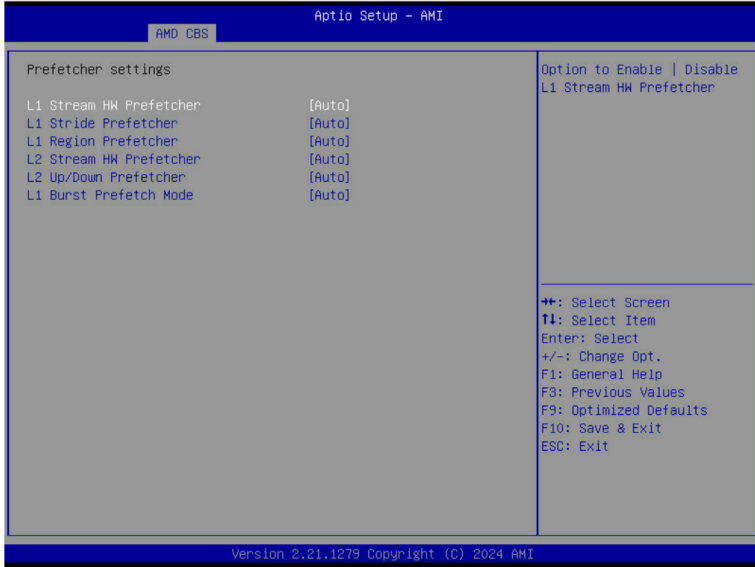 Aptio Setup - AMI
AMD CBS
Prefetcher settings
L1 Stream HW Prefetcher [Auto]
L1 Stride Prefetcher [Auto]
L1 Region Prefetcher [Auto]
L2 Stream HW Prefetcher [Auto]
L2 Up/Down Prefetcher [Auto]
L1 Burst Prefetch Mode [Auto]
Option to Enable | Disable
L1 Stream HW Prefetcher
→←: Select Screen
↑↓: Select Item
Enter: Select
+/-: Change Opt.
F1: General Help
F3: Previous Values
F9: Optimized Defaults
F10: Save & Exit
ESC: Exit
Version 2.21.1279 Copyright (C) 2024 AMI